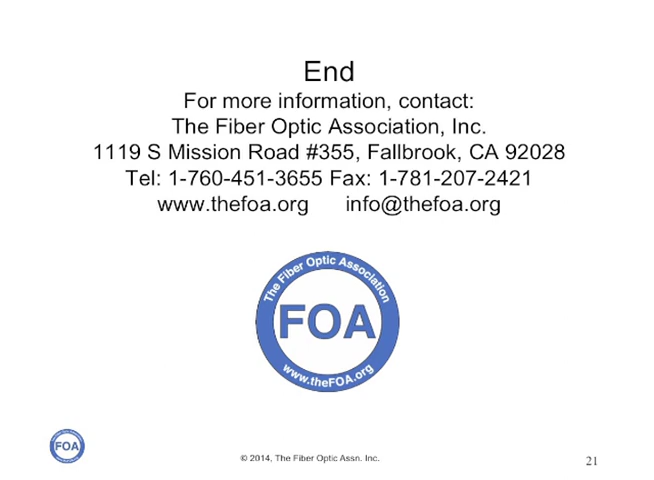 End
For more information, contact:
The Fiber Optic Association, Inc.
1119 S Mission Road #355, Fallbrook, CA 92028
Tel: 1-760-451-3655 Fax: 1-781-207-2421
www.thefoa.org info@thefoa.org
The Fiber Optic Association
FOA
www.theFOA.org
FOA
© 2014, The Fiber Optic Assn. Inc.
21